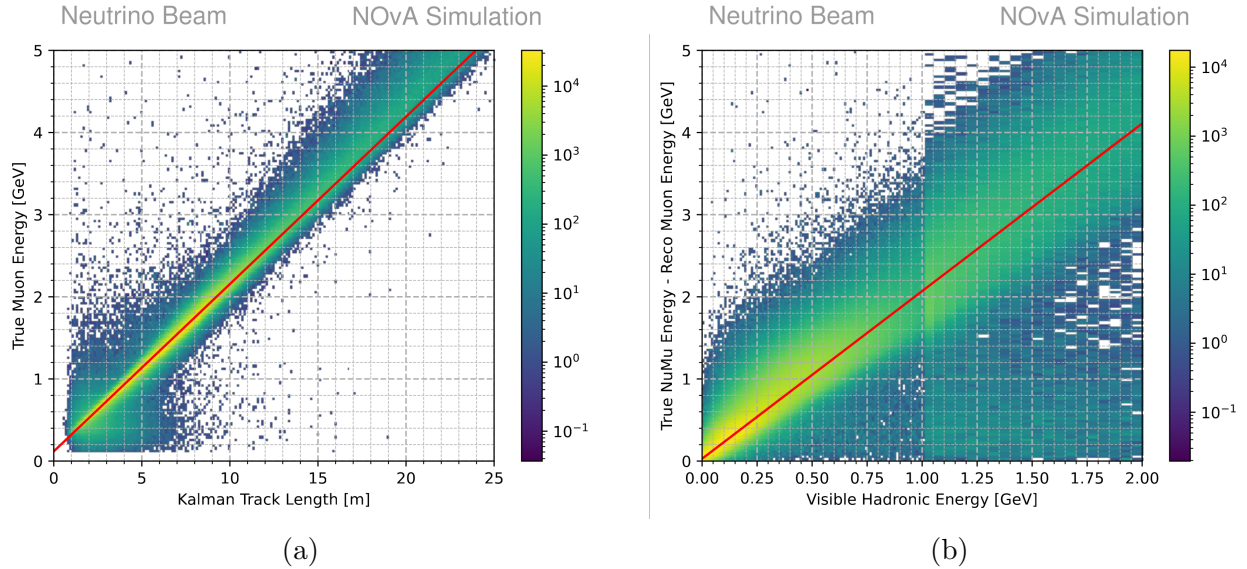 Neutrino Beam NOvA Simulation
5
4
3
2
1
0
True Muon Energy [GeV]
0 5 10 15 20 25
Kalman Track Length [m]
10^4
10^3
10^2
10^1
10^0
10^−1
(a)
Neutrino Beam NOvA Simulation
5
4
3
2
1
0
True NuMu Energy - Reco Muon Energy [GeV]
0.00 0.25 0.50 0.75 1.00 1.25 1.50 1.75 2.00
Visible Hadronic Energy [GeV]
10^4
10^3
10^2
10^1
10^0
10^−1
(b)